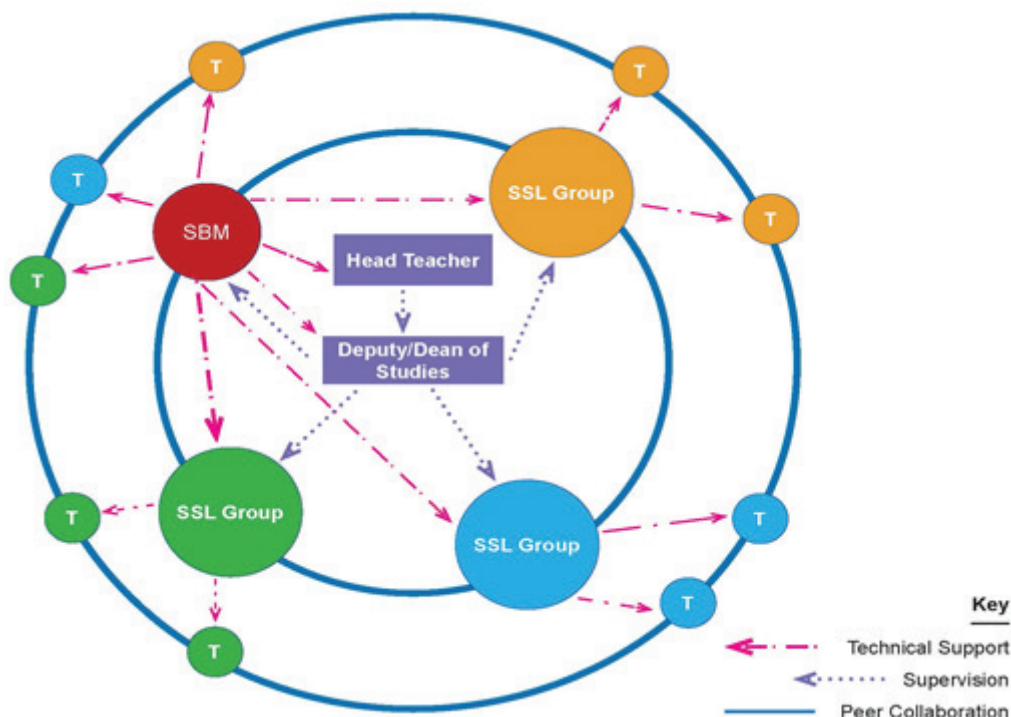 T
T
T
SSL Group
SBM
T
T
Head Teacher
T
Deputy/Dean of
Studies
SSL Group
SSL Group
T
T
T
T
Key
Technical Support
Supervision
Peer Collaboration